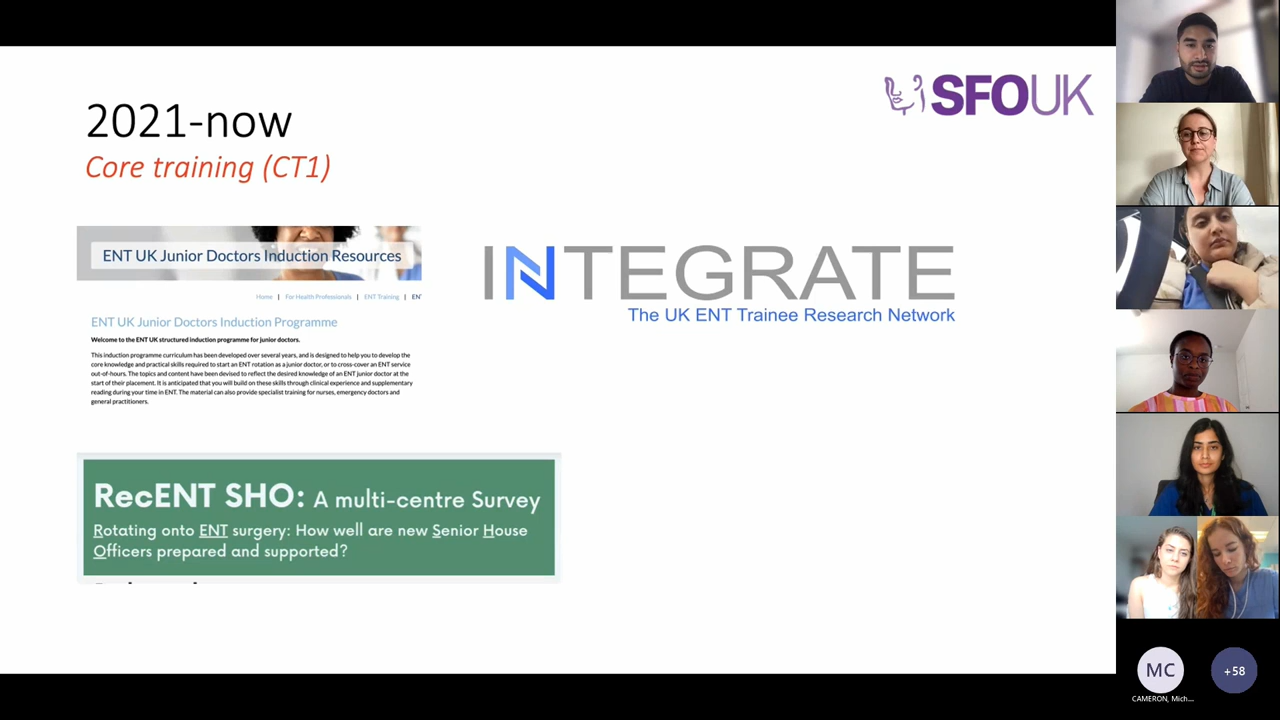 2021-now
Core training (CT1)
SFOUK
ENT UK Junior Doctors Induction Resources
Home | For Health Professionals | ENT Training | EN
ENT UK Junior Doctors Induction Programme
Welcome to the ENT UK structured induction programme for junior doctors.
This induction programme curriculum has been developed over several years, and is designed to help you to develop the
core knowledge and practical skills required to start an ENT rotation as a junior doctor, or to cross-cover an ENT service
out-of-hours. The topics and content have been devised to reflect the desired knowledge of an ENT junior doctor at the
start of their placement. It is anticipated that you will build on these skills through clinical experience and supplementary
reading during your time in ENT. The material can also provide specialist training for nurses, emergency doctors and
general practitioners.
INTEGRATE
The UK ENT Trainee Research Network
RecENT SHO: A multi-centre Survey
Rotating onto ENT surgery: How well are new Senior House
Officers prepared and supported?
MC
+58
CAMERON, Mich...